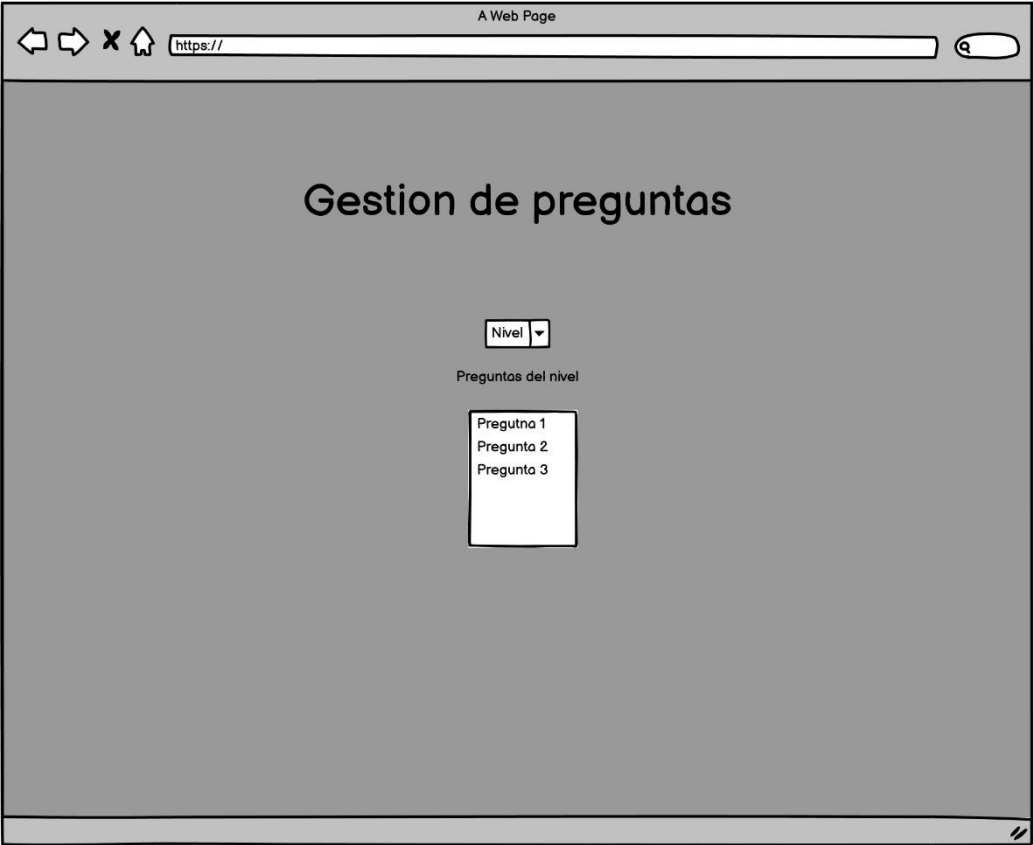 A Web Page
https://
Gestion de preguntas
Nivel
Preguntas del nivel
Pregutna 1
Pregunta 2
Pregunta 3